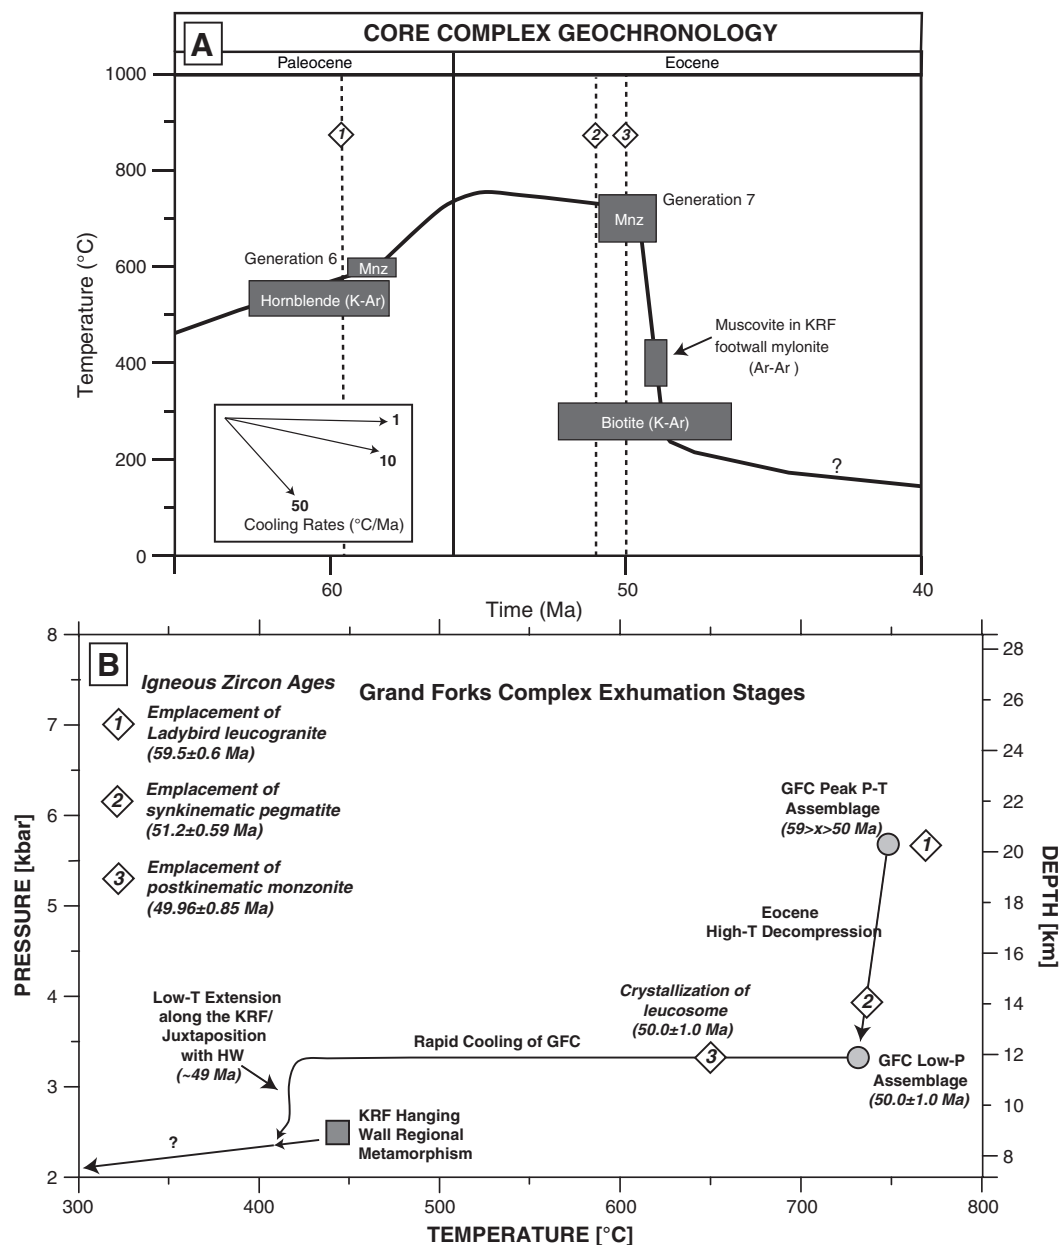 A
CORE COMPLEX GEOCHRONOLOGY
Paleocene
Eocene
1000
800
600
400
200
0
Temperature (°C)
1
2
3
Generation 7
Mnz
Generation 6
Mnz
Hornblende (K-Ar)
Muscovite in KRF
footwall mylonite
(Ar-Ar )
Biotite (K-Ar)
?
1
10
50
Cooling Rates (°C/Ma)
60
50
40
Time (Ma)
B
Igneous Zircon Ages
1
Emplacement of
Ladybird leucogranite
(59.5±0.6 Ma)
2
Emplacement of
synkinematic pegmatite
(51.2±0.59 Ma)
3
Emplacement of
postkinematic monzonite
(49.96±0.85 Ma)
Grand Forks Complex Exhumation Stages
GFC Peak P-T
Assemblage
(59>x>50 Ma)
1
Eocene
High-T Decompression
2
Crystallization of
leucosome
(50.0±1.0 Ma)
3
GFC Low-P
Assemblage
(50.0±1.0 Ma)
Rapid Cooling of GFC
Low-T Extension
along the KRF/
Juxtaposition
with HW
(~49 Ma)
KRF Hanging
Wall Regional
Metamorphism
?
8
7
6
5
4
3
2
PRESSURE [kbar]
28
26
24
22
20
18
16
14
12
10
8
DEPTH [km]
300
400
500
600
700
800
TEMPERATURE [°C]